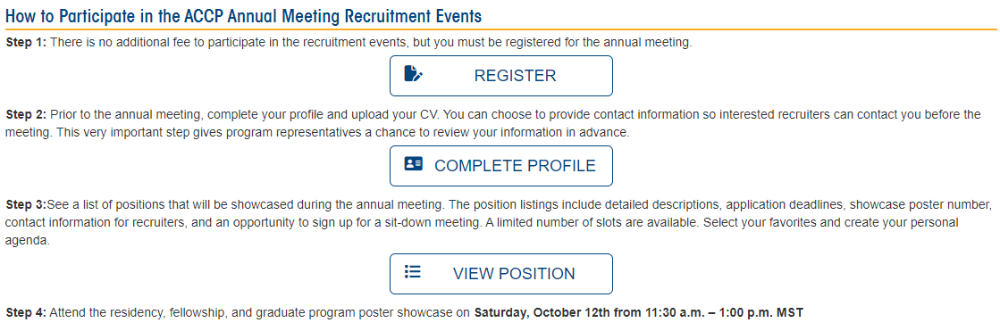 How to Participate in the ACCP Annual Meeting Recruitment Events
Step 1: There is no additional fee to participate in the recruitment events, but you must be registered for the annual meeting.
REGISTER
Step 2: Prior to the annual meeting, complete your profile and upload your CV. You can choose to provide contact information so interested recruiters can contact you before the
meeting. This very important step gives program representatives a chance to review your information in advance.
COMPLETE PROFILE
Step 3:See a list of positions that will be showcased during the annual meeting. The position listings include detailed descriptions, application deadlines, showcase poster number,
contact information for recruiters, and an opportunity to sign up for a sit-down meeting. A limited number of slots are available. Select your favorites and create your personal
agenda.
VIEW POSITION
Step 4: Attend the residency, fellowship, and graduate program poster showcase on Saturday, October 12th from 11:30 a.m. – 1:00 p.m. MST